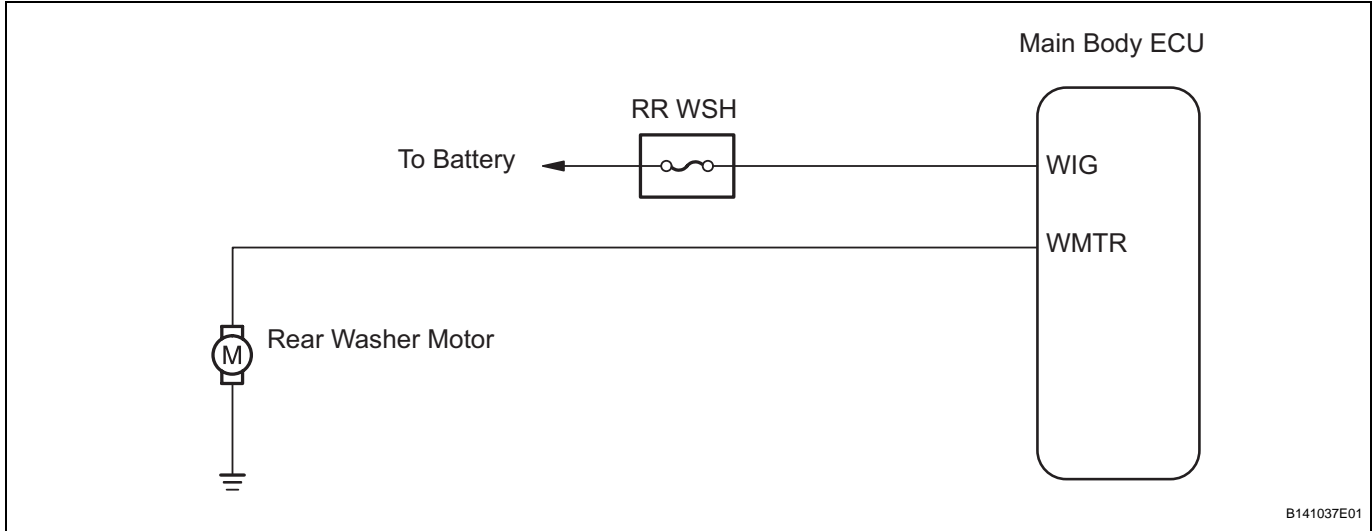 Main Body ECU
RR WSH
To Battery
WIG
WMTR
M
Rear Washer Motor
B141037E01